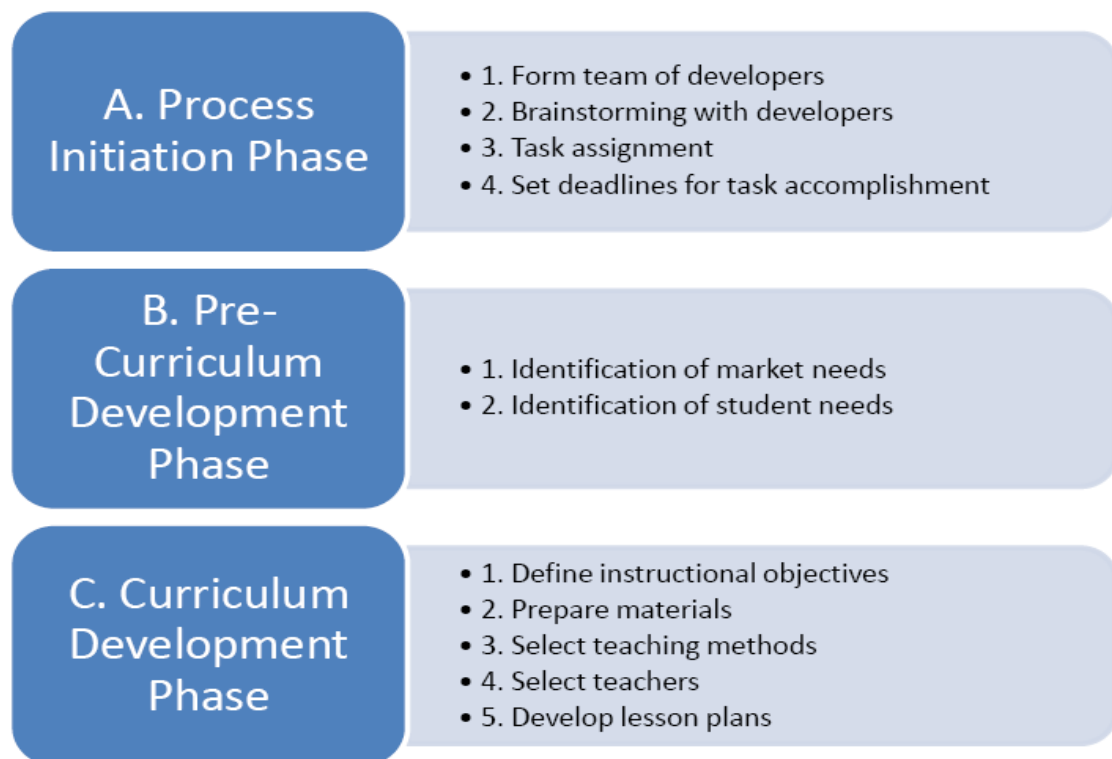 A. Process
Initiation Phase
• 1. Form team of developers
• 2. Brainstorming with developers
• 3. Task assignment
• 4. Set deadlines for task accomplishment
B. Pre-
Curriculum
Development
Phase
• 1. Identification of market needs
• 2. Identification of student needs
C. Curriculum
Development
Phase
• 1. Define instructional objectives
• 2. Prepare materials
• 3. Select teaching methods
• 4. Select teachers
• 5. Develop lesson plans